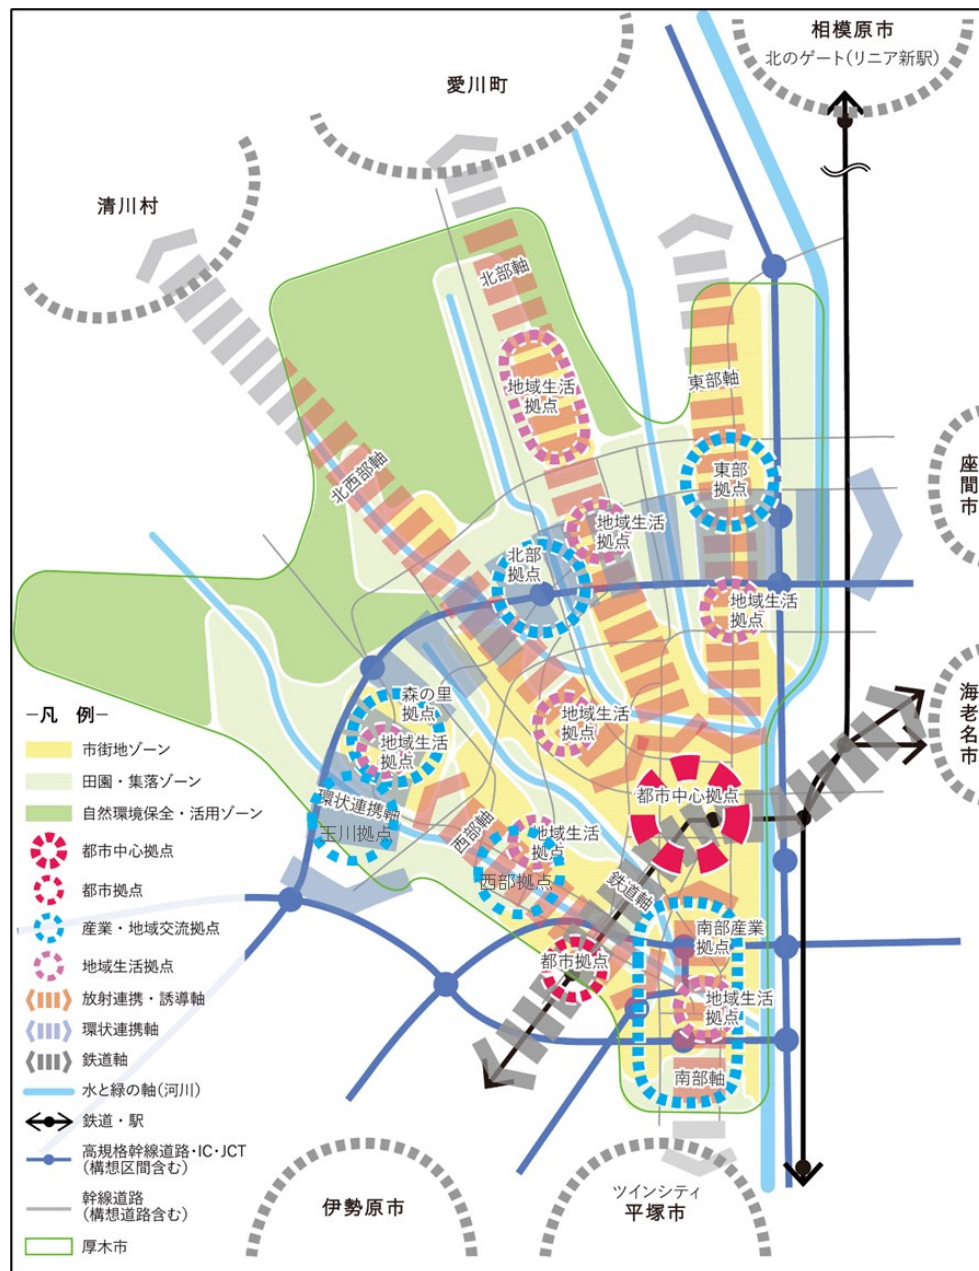 相模原市
北のゲート(リニア新駅)
愛川町
清川村
北部軸
地域生活
拠点
東部軸
座間市
北西部軸
東部
拠点
地域生活
拠点
北部
拠点
地域生活
拠点
海老名市
森の里
拠点
地域生活
拠点
地域生活
拠点
都市中心拠点
環状連携軸
玉川拠点
西部軸
地域生活
拠点
西部拠点
鉄道軸
南部産業
拠点
都市拠点
地域生活
拠点
南部軸
伊勢原市
ツインシティ
平塚市
−凡 例−
市街地ゾーン
田園・集落ゾーン
自然環境保全・活用ゾーン
都市中心拠点
都市拠点
産業・地域交流拠点
地域生活拠点
放射連携・誘導軸
環状連携軸
鉄道軸
水と緑の軸(河川)
鉄道・駅
高規格幹線道路・IC・JCT
(構想区間含む)
幹線道路
(構想道路含む)
厚木市